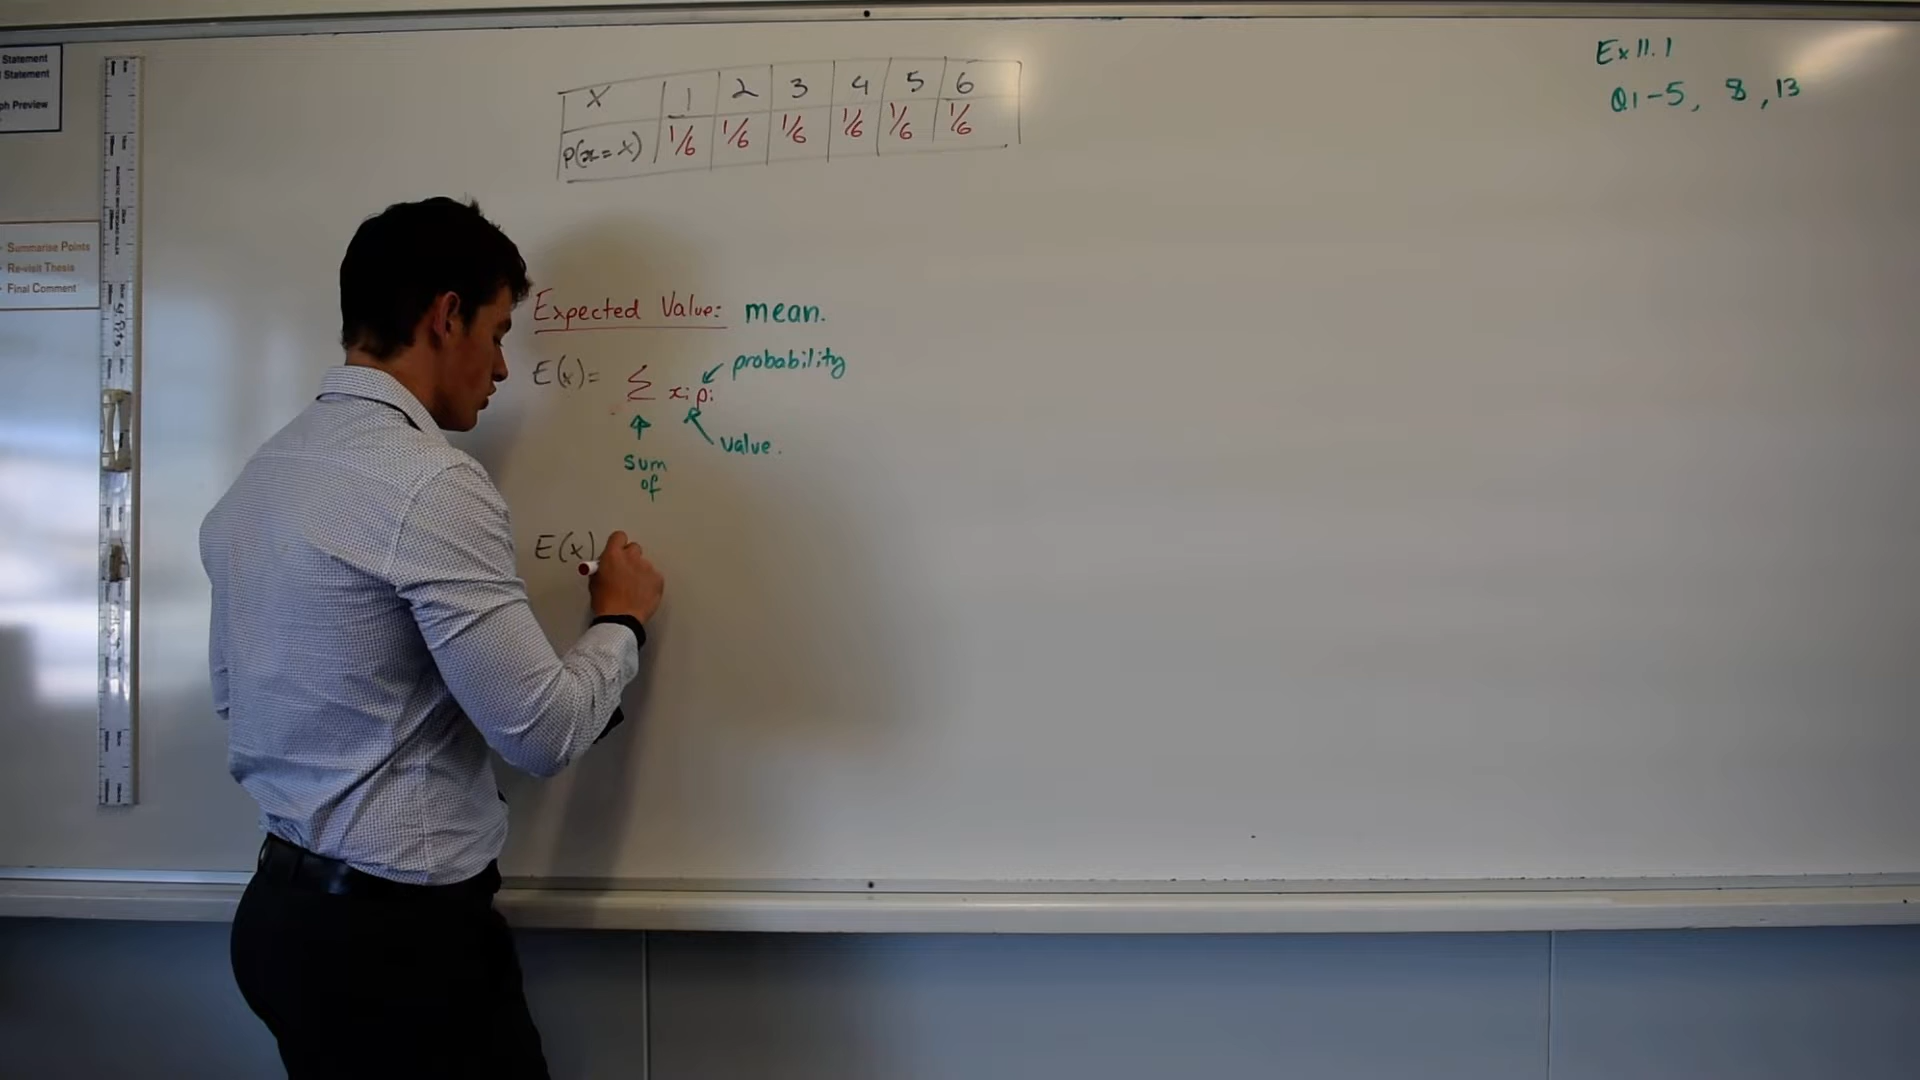 Statement
Statement
ph Preview
Summarise Points
Re-visit Thesis
Final Comment
X 1 2 3 4 5 6
P(x=X) 1/6 1/6 1/6 1/6 1/6 1/6
Ex 11.1
Q1-5, 8, 13
Expected Value: mean.
E(x)= Σ xi pi
probability
value.
sum
of
E(x)